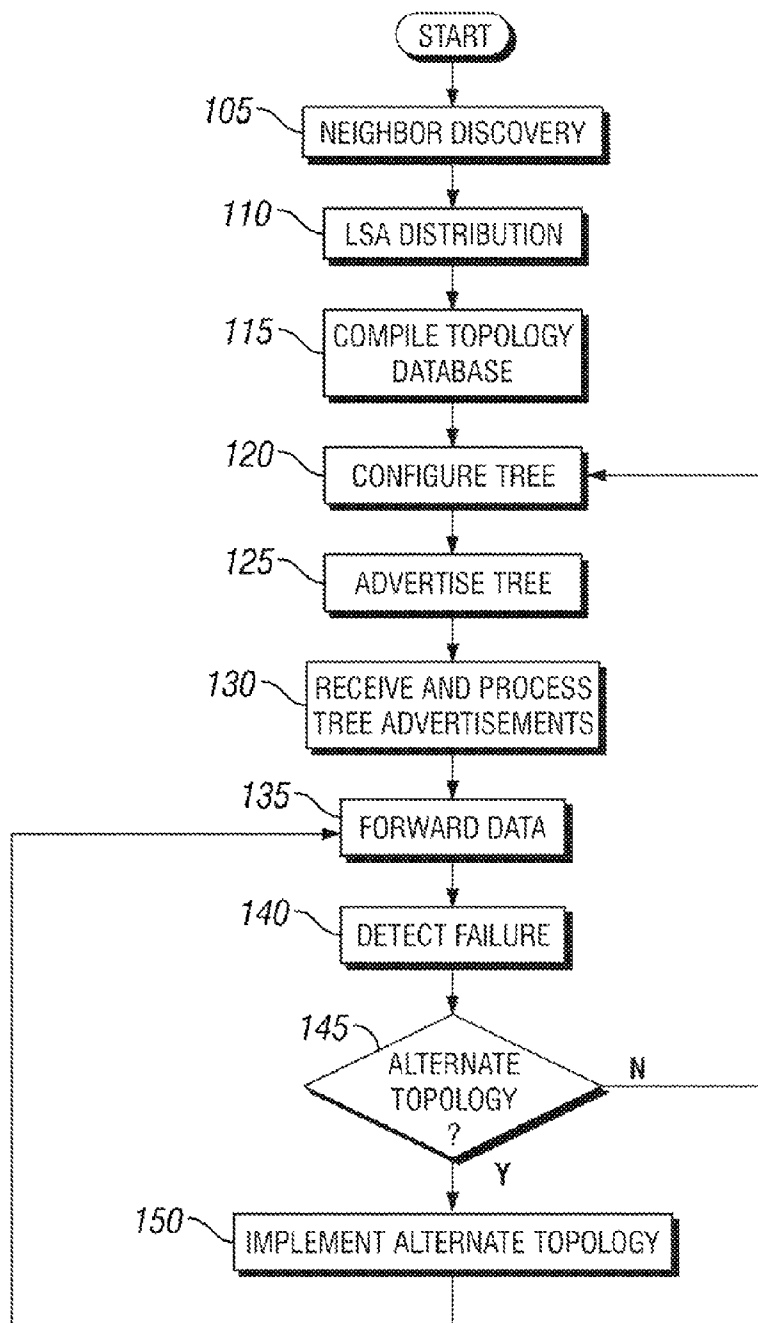 START
105
NEIGHBOR DISCOVERY
110
LSA DISTRIBUTION
115
COMPILE TOPOLOGY
DATABASE
120
CONFIGURE TREE
125
ADVERTISE TREE
130
RECEIVE AND PROCESS
TREE ADVERTISEMENTS
135
FORWARD DATA
140
DETECT FAILURE
145
ALTERNATE
TOPOLOGY
?
N
Y
150
IMPLEMENT ALTERNATE TOPOLOGY